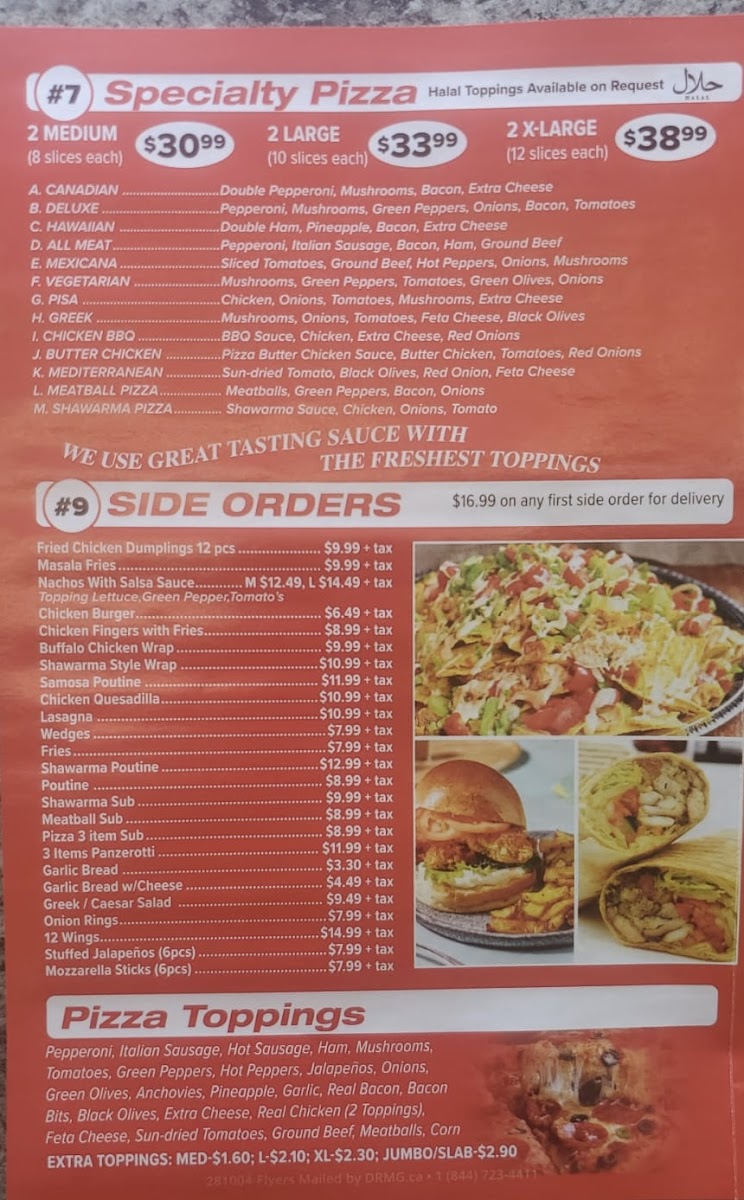 #7 Specialty Pizza Halal Toppings Available on Request حلال HALAL
2 MEDIUM (8 slices each) $30.99 2 LARGE (10 slices each) $33.99 2 X-LARGE (12 slices each) $38.99
A. CANADIAN ........................Double Pepperoni, Mushrooms, Bacon, Extra Cheese
B. DELUXE .............................Pepperoni, Mushrooms, Green Peppers, Onions, Bacon, Tomatoes
C. HAWAIIAN ........................Double Ham, Pineapple, Bacon, Extra Cheese
D. ALL MEAT..........................Pepperoni, Italian Sausage, Bacon, Ham, Ground Beef
E. MEXICANA ........................Sliced Tomatoes, Ground Beef, Hot Peppers, Onions, Mushrooms
F. VEGETARIAN .....................Mushrooms, Green Peppers, Tomatoes, Green Olives, Onions
G. PISA .................................Chicken, Onions, Tomatoes, Mushrooms, Extra Cheese
H. GREEK ..............................Mushrooms, Onions, Tomatoes, Feta Cheese, Black Olives
I. CHICKEN BBQ ....................BBQ Sauce, Chicken, Extra Cheese, Red Onions
J. BUTTER CHICKEN .............Pizza Butter Chicken Sauce, Butter Chicken, Tomatoes, Red Onions
K. MEDITERRANEAN .............Sun-dried Tomato, Black Olives, Red Onion, Feta Cheese
L. MEATBALL PIZZA............... Meatballs, Green Peppers, Bacon, Onions
M. SHAWARMA PIZZA............ Shawarma Sauce, Chicken, Onions, Tomato
WE USE GREAT TASTING SAUCE WITH
THE FRESHEST TOPPINGS
#9 SIDE ORDERS $16.99 on any first side order for delivery
Fried Chicken Dumplings 12 pcs ..................... $9.99 + tax
Masala Fries..................................................... $9.99 + tax
Nachos With Salsa Sauce........... M $12.49, L $14.49 + tax
Topping Lettuce,Green Pepper,Tomato's
Chicken Burger................................................ $6.49 + tax
Chicken Fingers with Fries.............................. $8.99 + tax
Buffalo Chicken Wrap..................................... $9.99 + tax
Shawarma Style Wrap ...................................$10.99 + tax
Samosa Poutine .............................................$11.99 + tax
Chicken Quesadilla........................................$10.99 + tax
Lasagna .........................................................$10.99 + tax
Wedges ...........................................................$7.99 + tax
Fries................................................................$7.99 + tax
Shawarma Poutine ........................................$12.99 + tax
Poutine ........................................................... $8.99 + tax
Shawarma Sub ................................................ $9.99 + tax
Meatball Sub ................................................... $8.99 + tax
Pizza 3 item Sub.............................................. $8.99 + tax
3 Items Panzerotti ..........................................$11.99 + tax
Garlic Bread .................................................... $3.30 + tax
Garlic Bread w/Cheese ................................... $4.49 + tax
Greek / Caesar Salad ..................................... $9.49 + tax
Onion Rings......................................................$7.99 + tax
12 Wings.........................................................$14.99 + tax
Stuffed Jalapeños (6pcs) .................................$7.99 + tax
Mozzarella Sticks (6pcs) ..................................$7.99 + tax
Pizza Toppings
Pepperoni, Italian Sausage, Hot Sausage, Ham, Mushrooms,
Tomatoes, Green Peppers, Hot Peppers, Jalapeños, Onions,
Green Olives, Anchovies, Pineapple, Garlic, Real Bacon, Bacon
Bits, Black Olives, Extra Cheese, Real Chicken (2 Toppings),
Feta Cheese, Sun-dried Tomatoes, Ground Beef, Meatballs, Corn
EXTRA TOPPINGS: MED-$1.60; L-$2.10; XL-$2.30; JUMBO/SLAB-$2.90
281004 Flyers Mailed by DRMG.ca • 1 (844) 723-4411